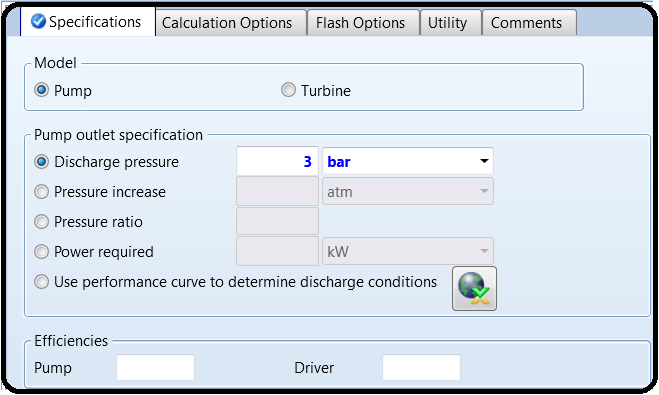 Specifications Calculation Options Flash Options Utility Comments
Model
Pump Turbine
Pump outlet specification
Discharge pressure 3 bar
Pressure increase atm
Pressure ratio
Power required kW
Use performance curve to determine discharge conditions
Efficiencies
Pump Driver